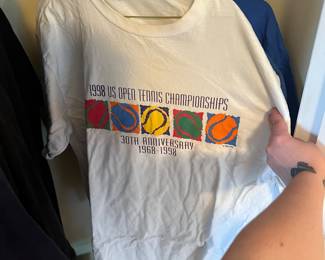 1998 US OPEN TENNIS CHAMPIONSHIPS
30TH ANNIVERSARY
1968-1998